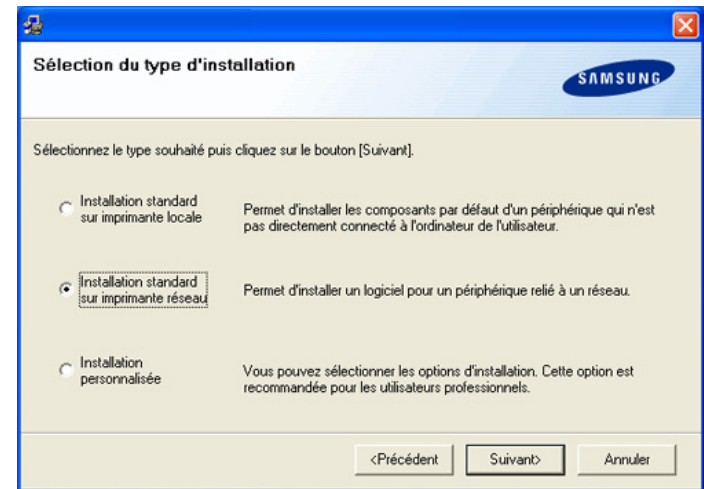 Sélection du type d'installation
SAMSUNG
Sélectionnez le type souhaité puis cliquez sur le bouton [Suivant].
Installation standard
sur imprimante locale
Permet d'installer les composants par défaut d'un périphérique qui n'est
pas directement connecté à l'ordinateur de l'utilisateur.
Installation standard
sur imprimante réseau
Permet d'installer un logiciel pour un périphérique relié à un réseau.
Installation
personnalisée
Vous pouvez sélectionner les options d'installation. Cette option est
recommandée pour les utilisateurs professionnels.
<Précédent
Suivant>
Annuler